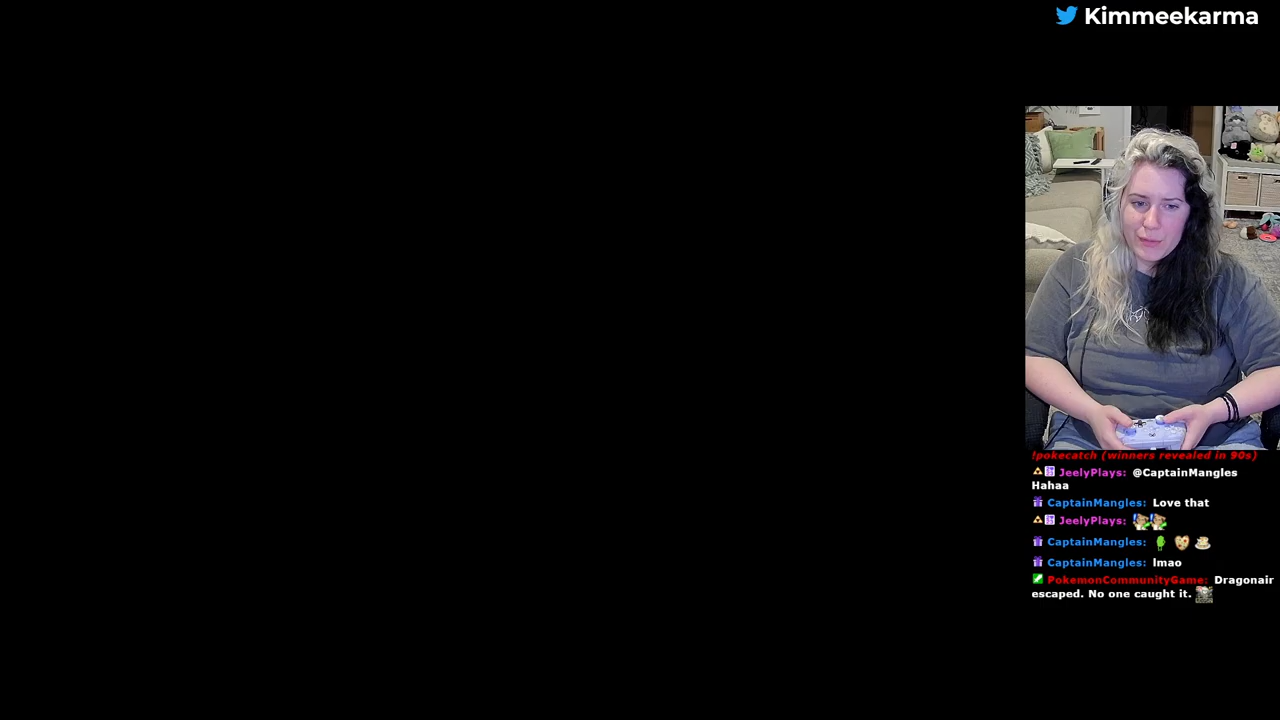 Kimmeekarma
!pokecatch (winners revealed in 90s)
JeelyPlays: @CaptainMangles
Hahaa
CaptainMangles: Love that
JeelyPlays:
CaptainMangles:
CaptainMangles: lmao
PokemonCommunityGame: Dragonair
escaped. No one caught it.